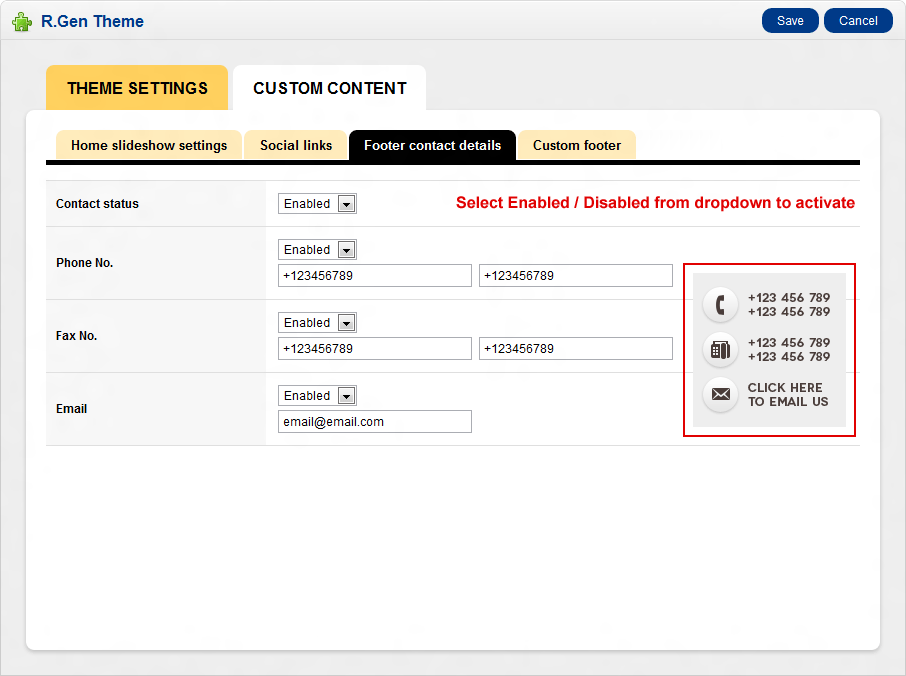 R.Gen Theme
Save
Cancel
THEME SETTINGS
CUSTOM CONTENT
Home slideshow settings
Social links
Footer contact details
Custom footer
Contact status
Enabled
Select Enabled / Disabled from dropdown to activate
Phone No.
Enabled
+123456789
+123456789
Fax No.
Enabled
+123456789
+123456789
Email
Enabled
email@email.com
+123 456 789
+123 456 789
+123 456 789
+123 456 789
CLICK HERE
TO EMAIL US